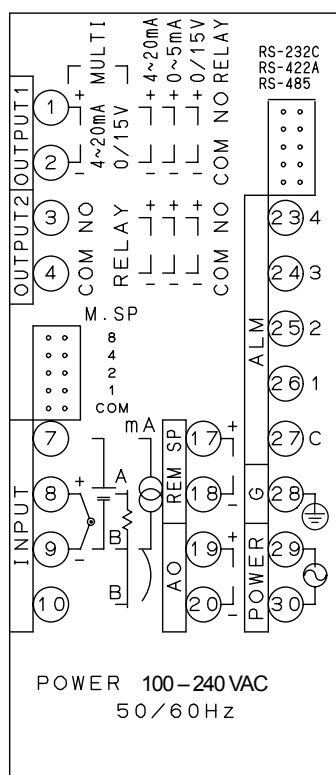 OUTPUT1
1
2
+
-
MULTI
4~20mA
0/15V
4~20mA
0~5mA
0/15V
RELAY
+ + +
- - -
COM NO
RS-232C
RS-422A
RS-485
OUTPUT2
3
4
COM NO
RELAY
+ + +
- - -
COM NO
ALM
23 4
24 3
25 2
26 1
27 C
M.SP
8
4
2
1
COM
INPUT
7
8
9
10
+
-
A
B
B
mA
REM SP
17 +
18 -
AO
19 +
20 -
G
28
POWER
29
30
POWER 100–240 VAC
50/60Hz